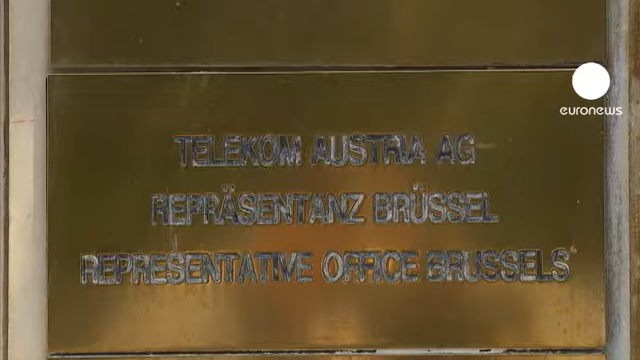 euronews
TELEKOM AUSTRIA AG
REPRÄSENTANZ BRÜSSEL
REPRESENTATIVE OFFICE BRUSSELS